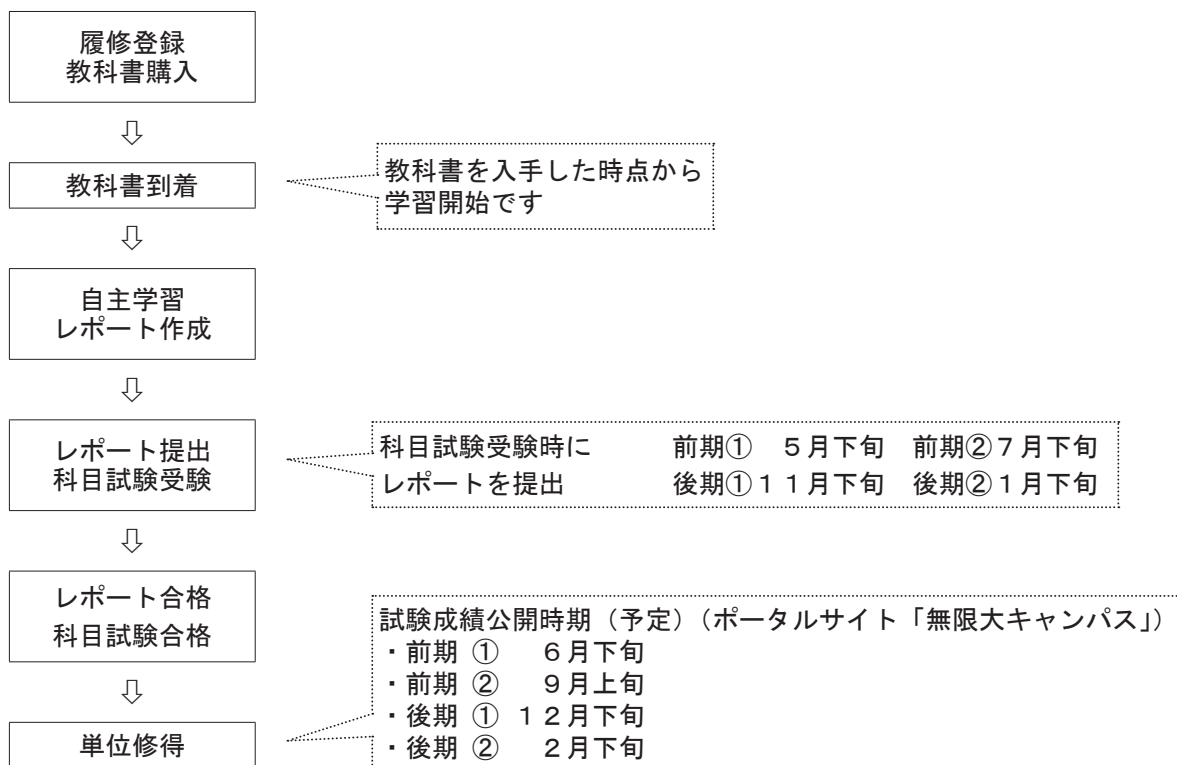 履修登録
教科書購入
⇩
教科書到着
教科書を入手した時点から
学習開始です
⇩
自主学習
レポート作成
⇩
レポート提出
科目試験受験
科目試験受験時に 前期① 5月下旬 前期②7月下旬
レポートを提出 後期①11月下旬 後期②1月下旬
⇩
レポート合格
科目試験合格
⇩
単位修得
試験成績公開時期（予定）（ポータルサイト「無限大キャンパス」）
・前期 ① 6月下旬
・前期 ② 9月上旬
・後期 ① 12月下旬
・後期 ② 2月下旬